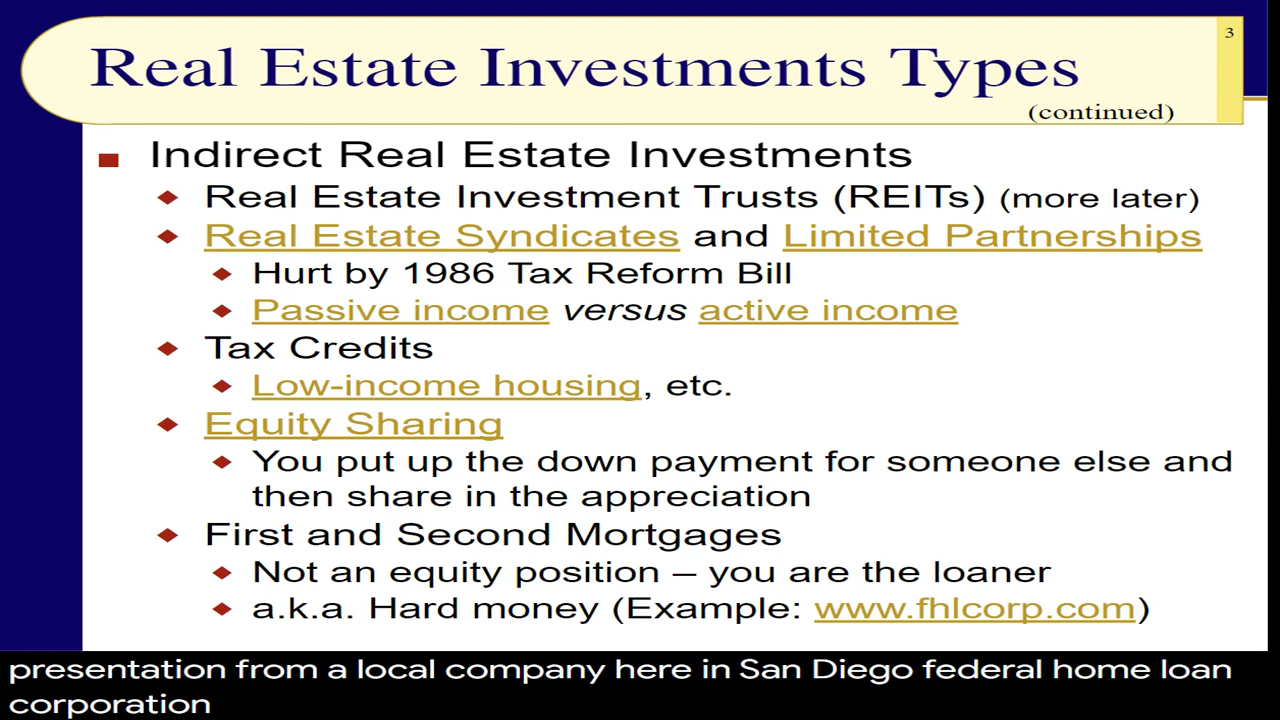 3
Real Estate Investments Types
(continued)
Indirect Real Estate Investments
Real Estate Investment Trusts (REITs) (more later)
Real Estate Syndicates and Limited Partnerships
Hurt by 1986 Tax Reform Bill
Passive income versus active income
Tax Credits
Low-income housing, etc.
Equity Sharing
You put up the down payment for someone else and
then share in the appreciation
First and Second Mortgages
Not an equity position – you are the loaner
a.k.a. Hard money (Example: www.fhlcorp.com)
presentation from a local company here in San Diego federal home loan
corporation